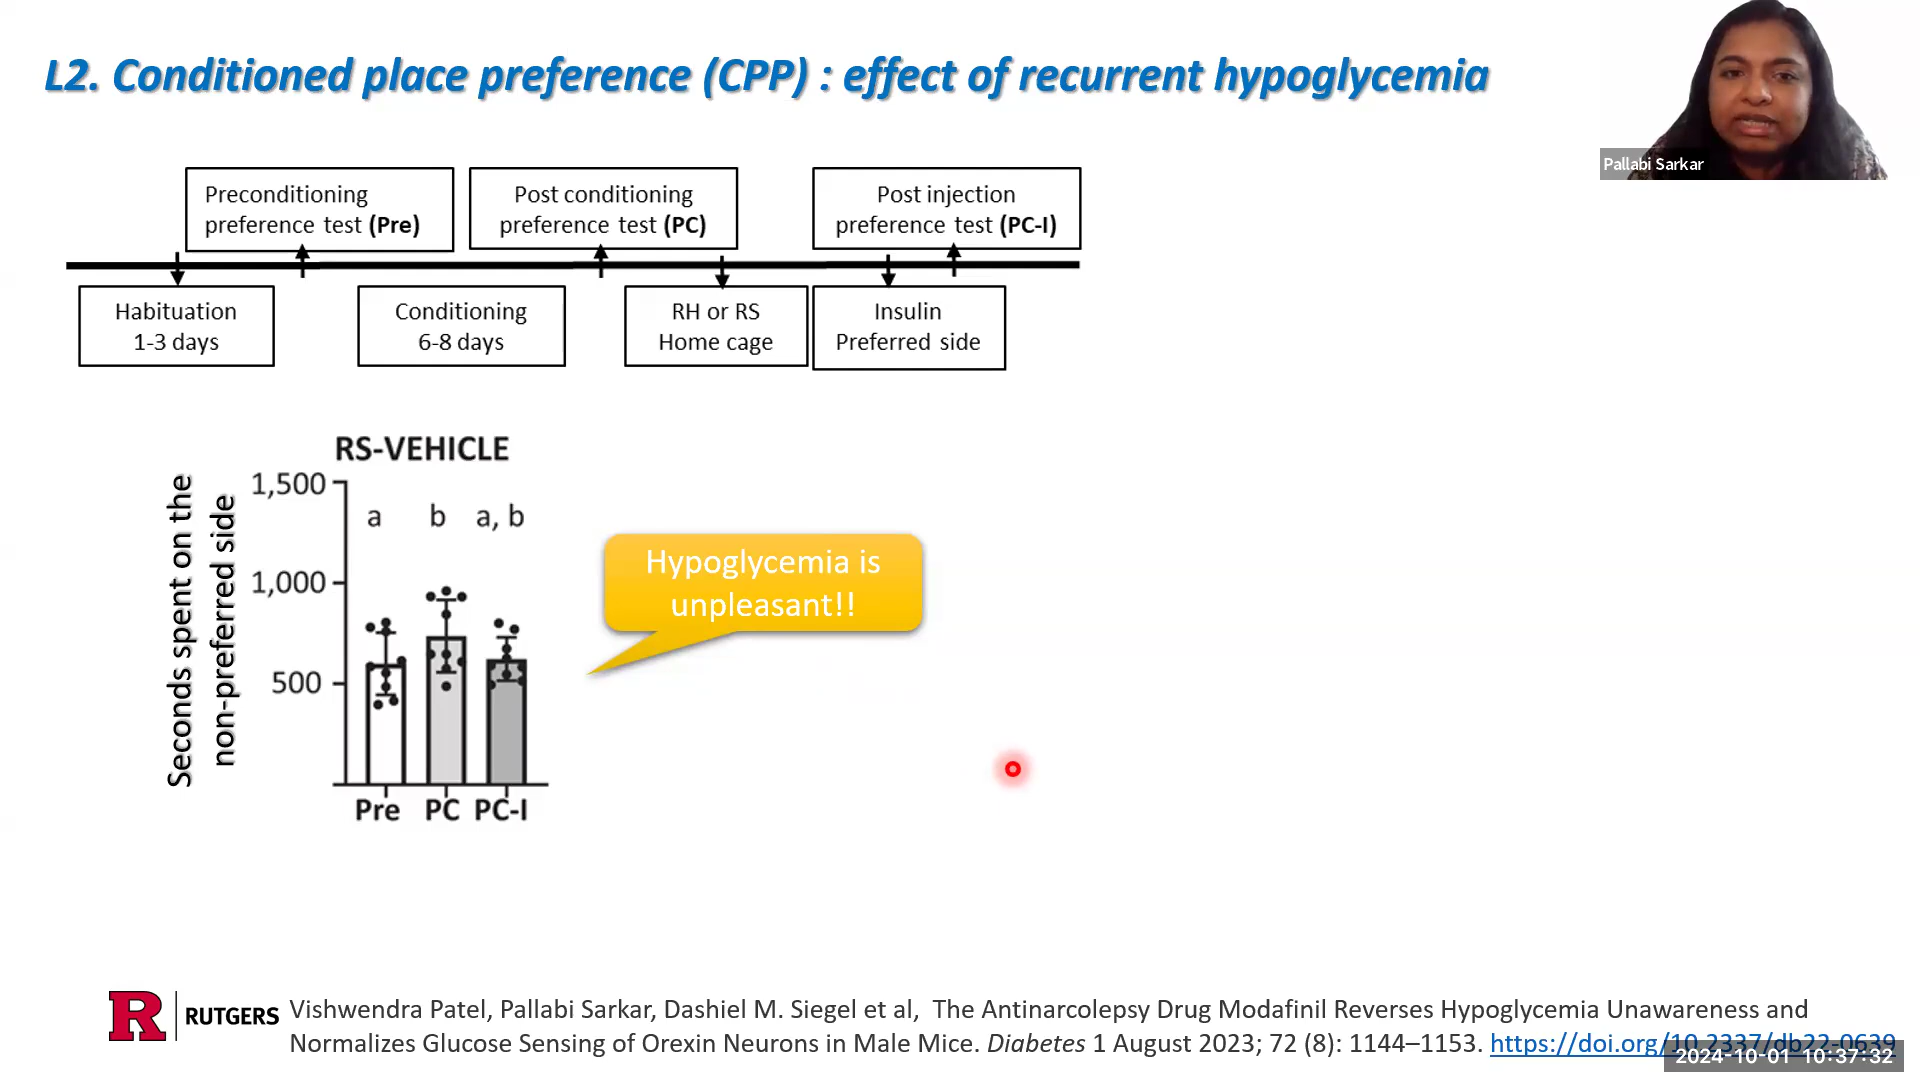 L2. Conditioned place preference (CPP) : effect of recurrent hypoglycemia
Pallabi Sarkar
Preconditioning
preference test (Pre)
Post conditioning
preference test (PC)
Post injection
preference test (PC-I)
Habituation
1-3 days
Conditioning
6-8 days
RH or RS
Home cage
Insulin
Preferred side
RS-VEHICLE
Seconds spent on the
non-preferred side
1,500
1,000
500
a b a, b
Pre PC PC-I
Hypoglycemia is
unpleasant!!
R RUTGERS
Vishwendra Patel, Pallabi Sarkar, Dashiel M. Siegel et al, The Antinarcolepsy Drug Modafinil Reverses Hypoglycemia Unawareness and
Normalizes Glucose Sensing of Orexin Neurons in Male Mice. Diabetes 1 August 2023; 72 (8): 1144–1153. https://doi.org/10.2337/db22-0639
2024-10-01 10:37:32